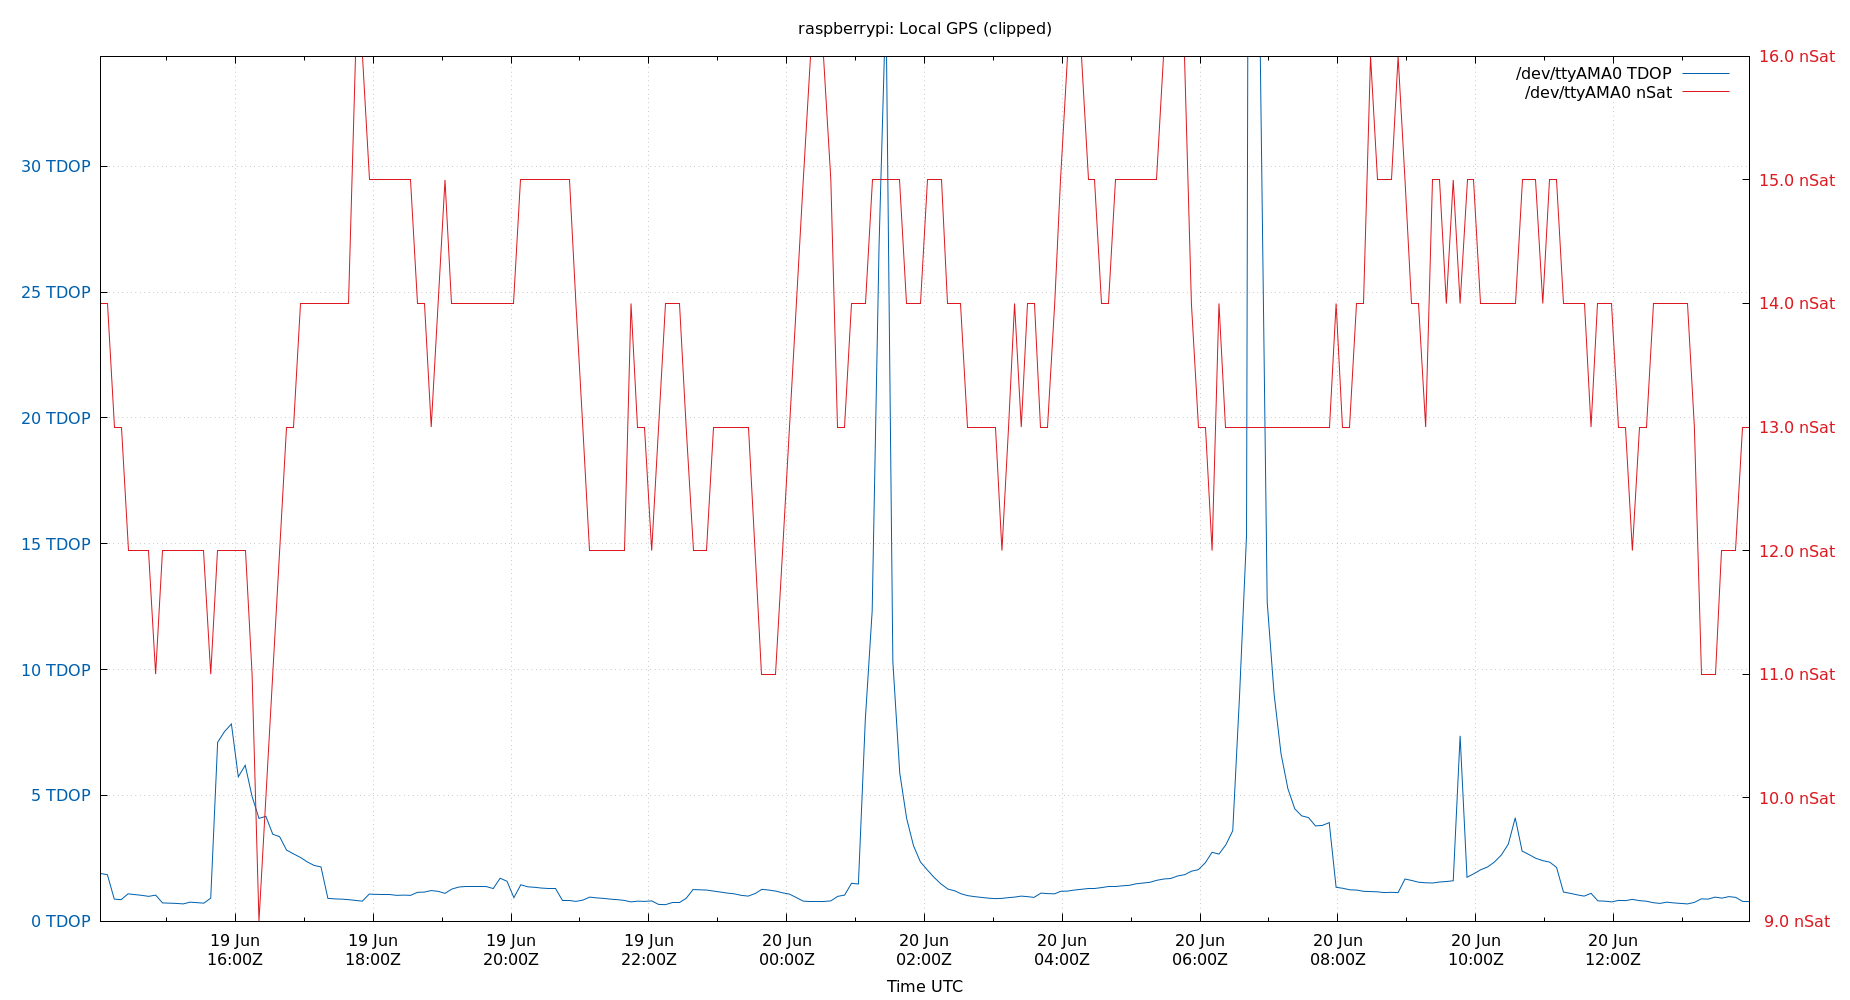 raspberrypi: Local GPS (clipped)
/dev/ttyAMA0 TDOP
/dev/ttyAMA0 nSat
30 TDOP
25 TDOP
20 TDOP
15 TDOP
10 TDOP
5 TDOP
0 TDOP
16.0 nSat
15.0 nSat
14.0 nSat
13.0 nSat
12.0 nSat
11.0 nSat
10.0 nSat
9.0 nSat
19 Jun 16:00Z
19 Jun 18:00Z
19 Jun 20:00Z
19 Jun 22:00Z
20 Jun 00:00Z
20 Jun 02:00Z
20 Jun 04:00Z
20 Jun 06:00Z
20 Jun 08:00Z
20 Jun 10:00Z
20 Jun 12:00Z
Time UTC